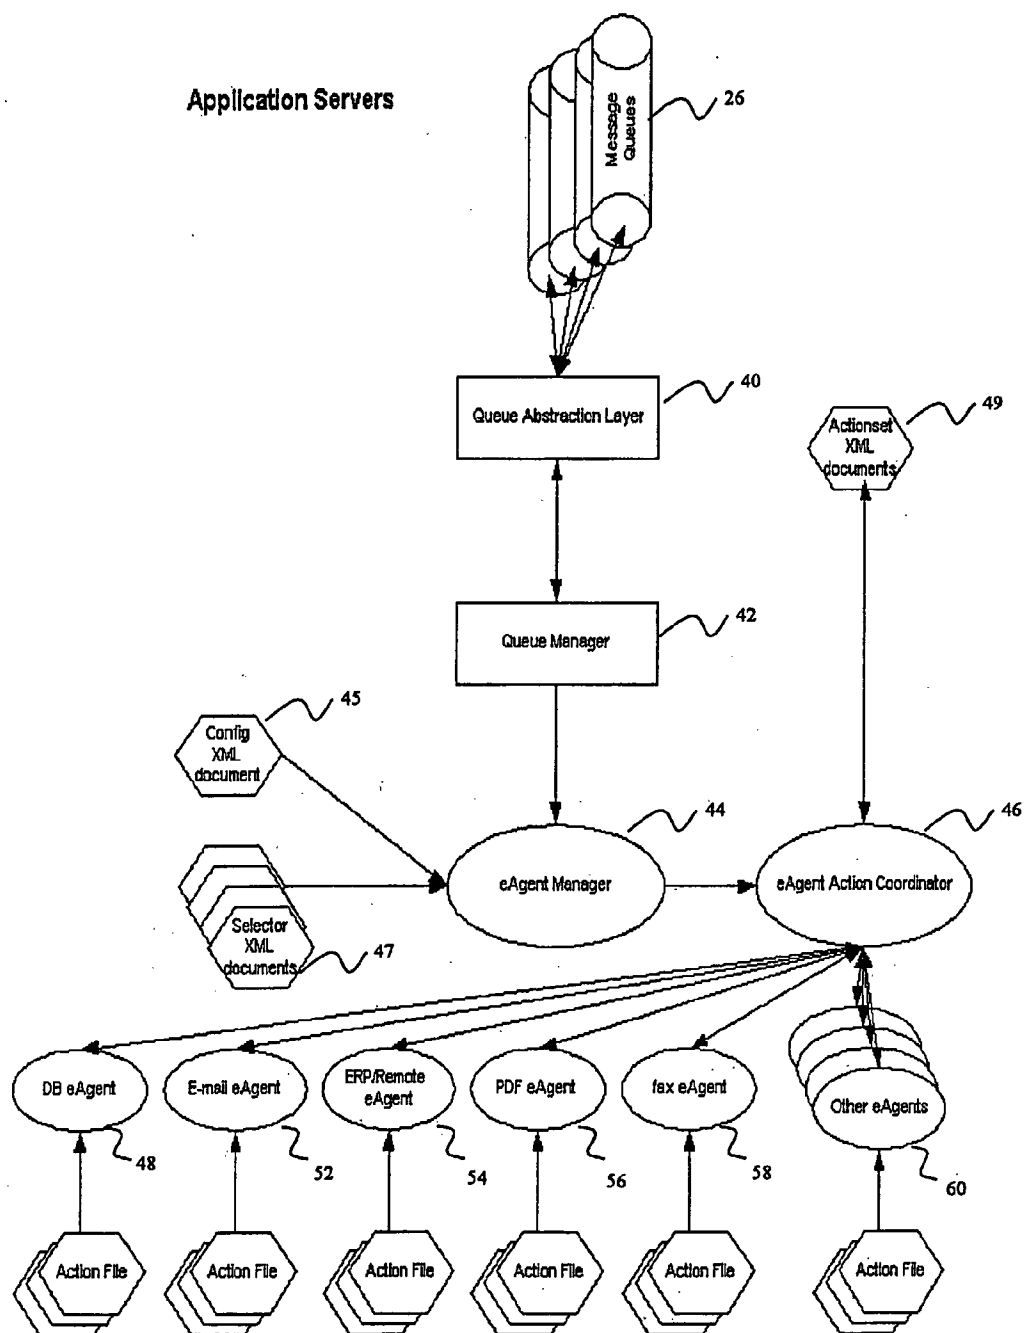 Application Servers
26
Message
Queues
40
Queue Abstraction Layer
49
Actionset
XML
documents
42
Queue Manager
45
Config
XML
document
44
46
eAgent Manager
eAgent Action Coordinator
Selector
XML
documents
47
DB eAgent
E-mail eAgent
ERP/Remote
eAgent
PDF eAgent
fax eAgent
Other eAgents
48
52
54
56
58
60
Action File
Action File
Action File
Action File
Action File
Action File